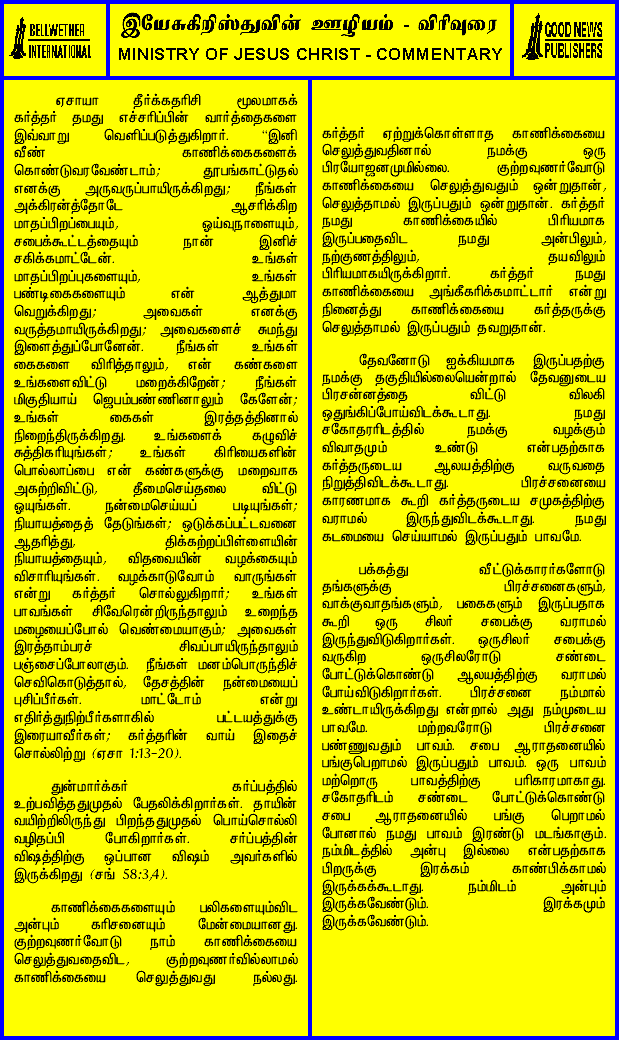 BELLWETHER
INTERNATIONAL
இயேசுகிறிஸ்துவின் ஊழியம் - விரிவுரை
MINISTRY OF JESUS CHRIST - COMMENTARY
GOOD NEWS
PUBLISHERS
ஏசாயா தீர்க்கதரிசி மூலமாகக்
கர்த்தர் தமது எச்சரிப்பின் வார்த்தைகளை
இவ்வாறு வெளிப்படுத்துகிறார். "இனி
வீண் காணிக்கைகளைக்
கொண்டுவரவேண்டாம்; தூபங்காட்டுதல்
எனக்கு அருவருப்பாயிருக்கிறது; நீங்கள்
அக்கிரமத்தோடே ஆசரிக்கிற
மாதப்பிறப்பையும், ஓய்வுநாளையும்,
சபைக்கூட்டத்தையும் நான் இனிச்
சகிக்கமாட்டேன். உங்கள்
மாதப்பிறப்புகளையும், உங்கள்
பண்டிகைகளையும் என் ஆத்துமா
வெறுக்கிறது; அவைகள் எனக்கு
வருத்தமாயிருக்கிறது; அவைகளைச் சுமந்து
இளைத்துப்போனேன். நீங்கள் உங்கள்
கைகளை விரித்தாலும், என் கண்களை
உங்களைவிட்டு மறைக்கிறேன்; நீங்கள்
மிகுதியாய் ஜெபம்பண்ணினாலும் கேளேன்;
உங்கள் கைகள் இரத்தத்தினால்
நிறைந்திருக்கிறது. உங்களைக் கழுவிச்
சுத்திகரியுங்கள்; உங்கள் கிரியைகளின்
பொல்லாப்பை என் கண்களுக்கு மறைவாக
அகற்றிவிட்டு, தீமைசெய்தலை விட்டு
ஓயுங்கள். நன்மைசெய்யப் படியுங்கள்;
நியாயத்தைத் தேடுங்கள்; ஒடுக்கப்பட்டவனை
ஆதரித்து, திக்கற்றப்பிள்ளையின்
நியாயத்தையும், விதவையின் வழக்கையும்
விசாரியுங்கள். வழக்காடுவோம் வாருங்கள்
என்று கர்த்தர் சொல்லுகிறார்; உங்கள்
பாவங்கள் சிவேரென்றிருந்தாலும் உறைந்த
மழையைப்போல் வெண்மையாகும்; அவைகள்
இரத்தாம்பரச் சிவப்பாயிருந்தாலும்
பஞ்சைப்போலாகும். நீங்கள் மனம்பொருந்திச்
செவிகொடுத்தால், தேசத்தின் நன்மையைப்
புசிப்பீர்கள். மாட்டோம் என்று
எதிர்த்துநிற்பீர்களாகில் பட்டயத்துக்கு
இரையாவீர்கள்; கர்த்தரின் வாய் இதைச்
சொல்லிற்று (ஏசா 1:13-20).
துன்மார்க்கர் கர்ப்பத்தில்
உற்பவித்ததுமுதல் பேதலிக்கிறார்கள். தாயின்
வயிற்றிலிருந்து பிறந்ததுமுதல் பொய்சொல்லி
வழிதப்பி போகிறார்கள். சர்ப்பத்தின்
விஷத்திற்கு ஒப்பான விஷம் அவர்களில்
இருக்கிறது (சங் 58:3,4).
காணிக்கைகளையும் பலிகளையும்விட
அன்பும் கரிசனையும் மேன்மையானது.
குற்றவுணர்வோடு நாம் காணிக்கையை
செலுத்துவதைவிட, குற்றவுணர்வில்லாமல்
காணிக்கையை செலுத்துவது நல்லது.
கர்த்தர் ஏற்றுக்கொள்ளாத காணிக்கையை
செலுத்துவதினால் நமக்கு ஒரு
பிரயோஜனமுமில்லை. குற்றவுணர்வோடு
காணிக்கையை செலுத்துவதும் ஒன்றுதான்,
செலுத்தாமல் இருப்பதும் ஒன்றுதான். கர்த்தர்
நமது காணிக்கையில் பிரியமாக
இருப்பதைவிட நமது அன்பிலும்,
நற்குணத்திலும், தயவிலும்
பிரியமாகயிருக்கிறார். கர்த்தர் நமது
காணிக்கையை அங்கீகரிக்கமாட்டார் என்று
நினைத்து காணிக்கையை கர்த்தருக்கு
செலுத்தாமல் இருப்பதும் தவறுதான்.
தேவனோடு ஐக்கியமாக இருப்பதற்கு
நமக்கு தகுதியில்லையென்றால் தேவனுடைய
பிரசன்னத்தை விட்டு விலகி
ஒதுங்கிப்போய்விடக்கூடாது. நமது
சகோதரரிடத்தில் நமக்கு வழக்கும்
விவாதமும் உண்டு என்பதற்காக
கர்த்தருடைய ஆலயத்திற்கு வருவதை
நிறுத்திவிடக்கூடாது. பிரச்சனையை
காரணமாக கூறி கர்த்தருடைய சமுகத்திற்கு
வராமல் இருந்துவிடக்கூடாது. நமது
கடமையை செய்யாமல் இருப்பதும் பாவமே.
பக்கத்து வீட்டுக்காரர்களோடு
தங்களுக்கு பிரச்சனைகளும்,
வாக்குவாதங்களும், பகைகளும் இருப்பதாக
கூறி ஒரு சிலர் சபைக்கு வராமல்
இருந்துவிடுகிறார்கள். ஒருசிலர் சபைக்கு
வருகிற ஒருசிலரோடு சண்டை
போட்டுக்கொண்டு ஆலயத்திற்கு வராமல்
போய்விடுகிறார்கள். பிரச்சனை நம்மால்
உண்டாயிருக்கிறது என்றால் அது நம்முடைய
பாவமே. மற்றவரோடு பிரச்சனை
பண்ணுவதும் பாவம். சபை ஆராதனையில்
பங்குபெறாமல் இருப்பதும் பாவம். ஒரு பாவம்
மற்றொரு பாவத்திற்கு பரிகாரமாகாது.
சகோதரிடம் சண்டை போட்டுக்கொண்டு
சபை ஆராதனையில் பங்கு பெறாமல்
போனால் நமது பாவம் இரண்டு மடங்காகும்.
நம்மிடத்தில் அன்பு இல்லை என்பதற்காக
பிறருக்கு இரக்கம் காண்பிக்காமல்
இருக்கக்கூடாது. நம்மிடம் அன்பும்
இருக்கவேண்டும். இரக்கமும்
இருக்கவேண்டும்.